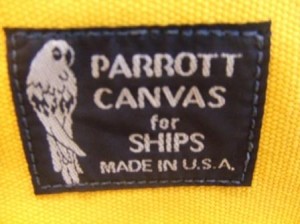 PARROTT
CANVAS
for
SHIPS
MADE IN U.S.A.